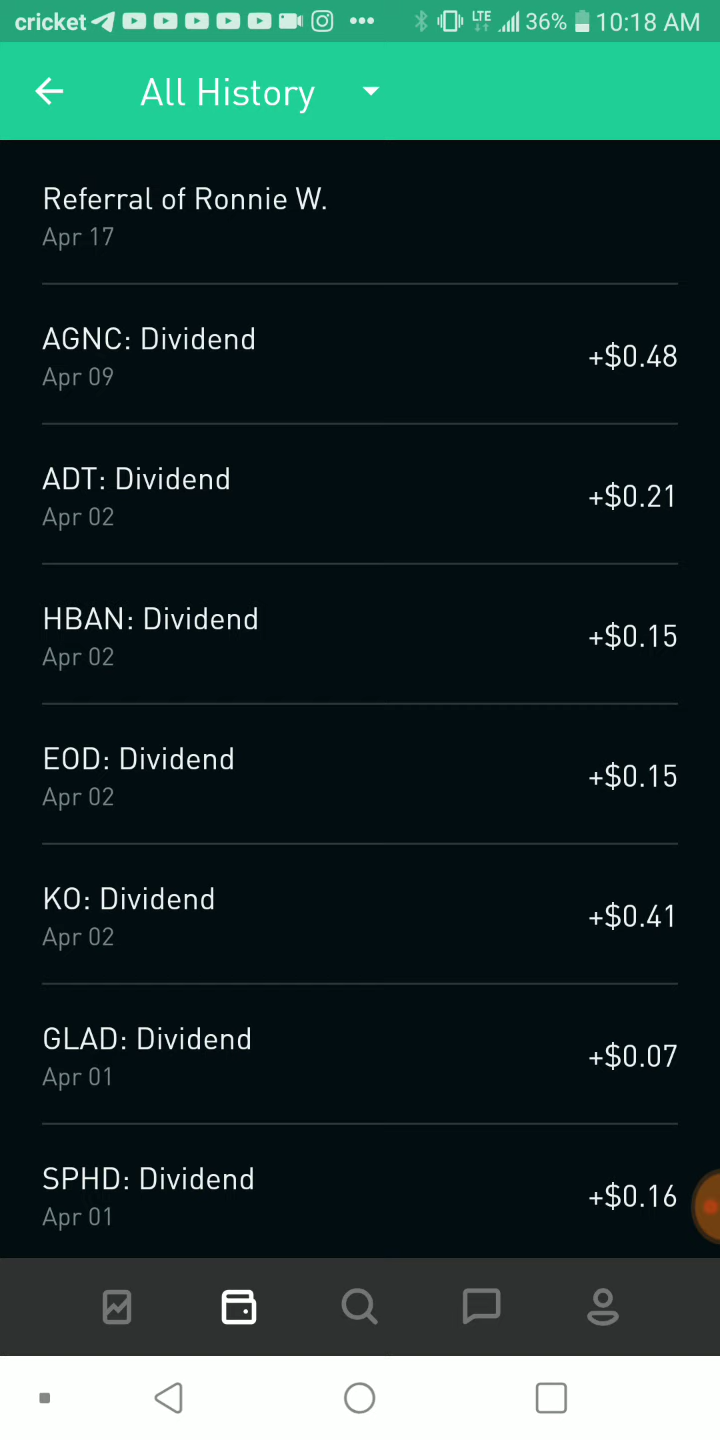 cricket LTE 36% 10:18 AM
All History
Referral of Ronnie W.
Apr 17
AGNC: Dividend +$0.48
Apr 09
ADT: Dividend +$0.21
Apr 02
HBAN: Dividend +$0.15
Apr 02
EOD: Dividend +$0.15
Apr 02
KO: Dividend +$0.41
Apr 02
GLAD: Dividend +$0.07
Apr 01
SPHD: Dividend +$0.16
Apr 01